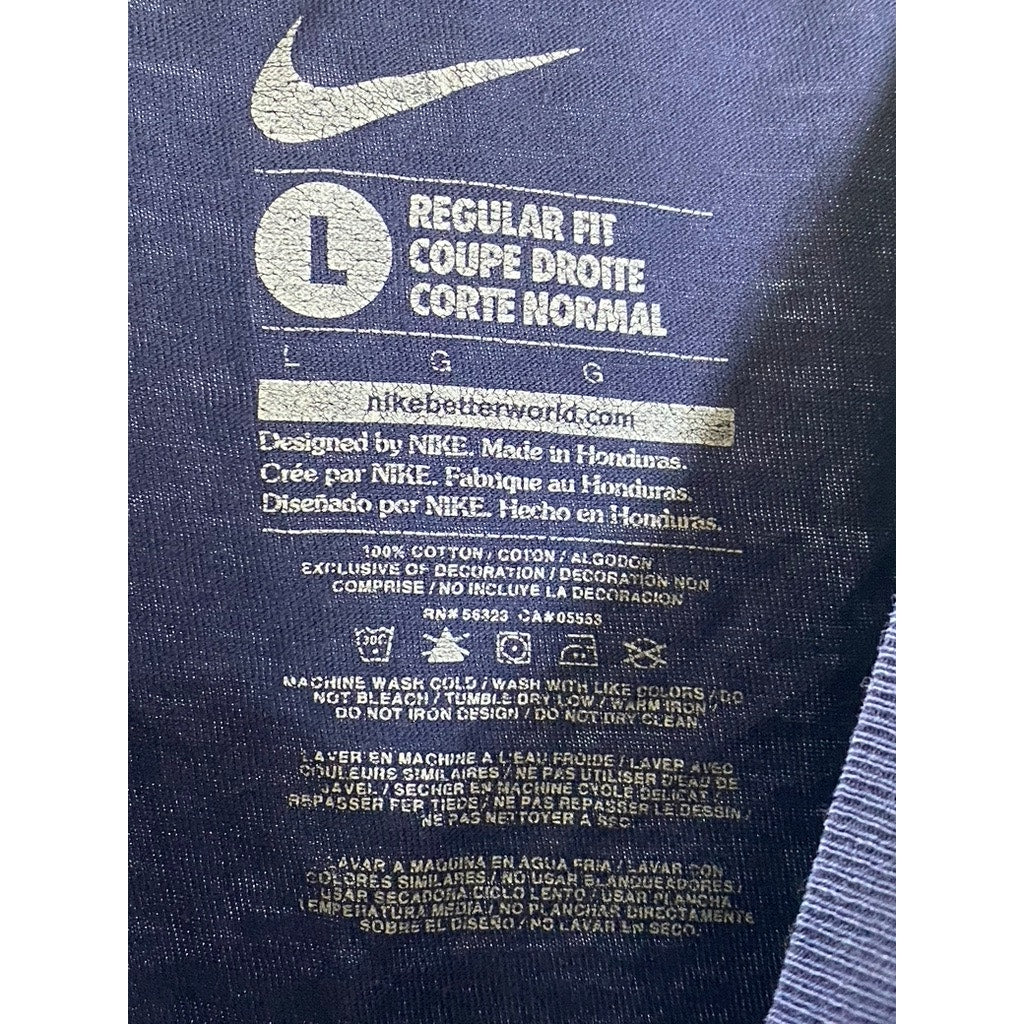 L
REGULAR FIT
COUPE DROITE
CORTE NORMAL
L G G
nikebetterworld.com
Designed by NIKE. Made in Honduras.
Crée par NIKE. Fabrique au Honduras.
Diseñado por NIKE. Hecho en Honduras.
100% COTTON / COTON / ALGODON
EXCLUSIVE OF DECORATION / DECORATION NON
COMPRISE / NO INCLUYE LA DECORACION
RN# 56323 CA# 05553
30C
MACHINE WASH COLD / WASH WITH LIKE COLORS / DO
NOT BLEACH / TUMBLE DRY LOW / WARM IRON /
DO NOT IRON DESIGN / DO NOT DRY CLEAN
LAVER EN MACHINE A L'EAU FROIDE / LAVER AVEC
COULEURS SIMILAIRES / NE PAS UTILISER D'EAU DE
JAVEL / SECHER EN MACHINE CYCLE DELICAT /
REPASSER FER TIEDE / NE PAS REPASSER LE DESSIN /
NE PAS NETTOYER A SEC.
LAVAR A MAQUINA EN AGUA FRIA / LAVAR CON
COLORES SIMILARES / NO USAR BLANQUEADORES /
USAR SECADORA CICLO LENTO / USAR PLANCHA
TEMPERATURA MEDIA / NO PLANCHAR DIRECTAMENTE
SOBRE EL DISEÑO / NO LAVAR EN SECO.